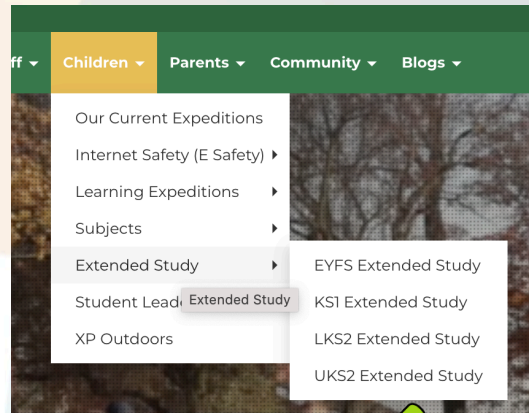 ff Children Parents Community Blogs
Our Current Expeditions
Internet Safety (E Safety)
Learning Expeditions
Subjects
Extended Study
Student Lead
XP Outdoors
Extended Study
EYFS Extended Study
KS1 Extended Study
LKS2 Extended Study
UKS2 Extended Study